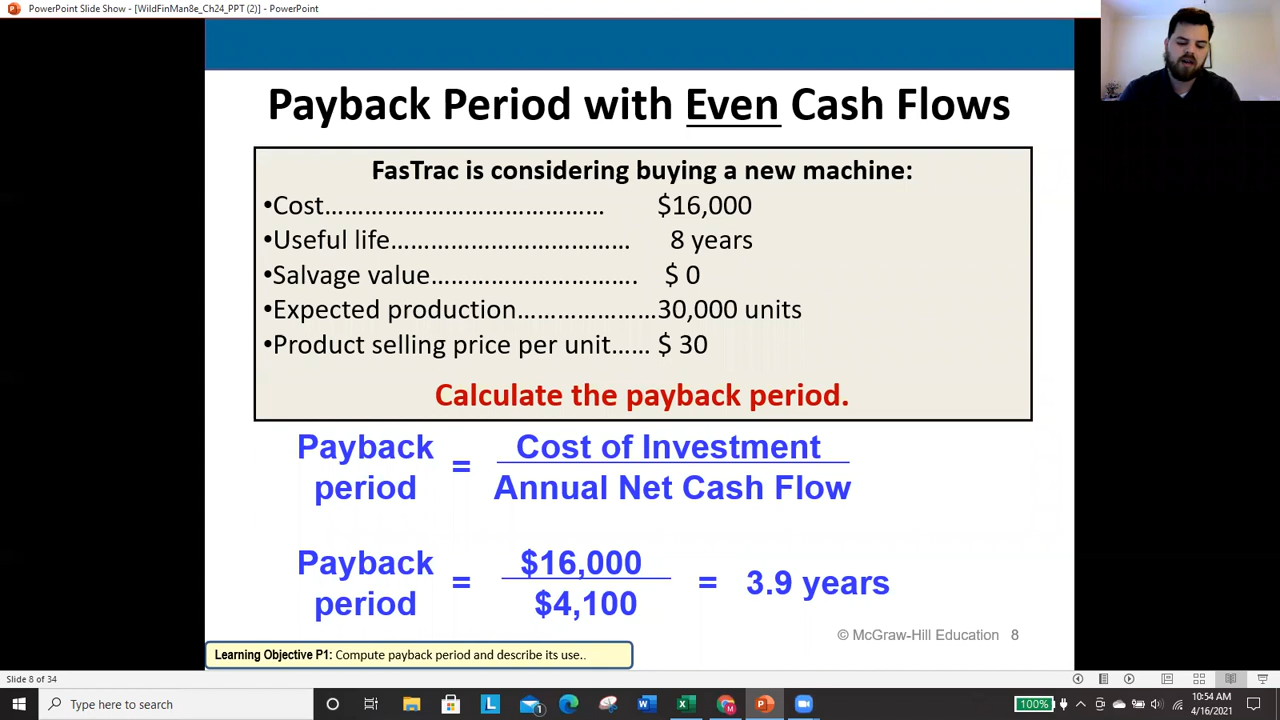 PowerPoint Slide Show - [WildFinMan8e_Ch24_PPT (2)] - PowerPoint
Payback Period with Even Cash Flows
FasTrac is considering buying a new machine:
•Cost…………………………………… $16,000
•Useful life……………………………… 8 years
•Salvage value…………………………. $ 0
•Expected production…………………30,000 units
•Product selling price per unit…… $ 30
Calculate the payback period.
Payback period = Cost of Investment / Annual Net Cash Flow
Payback period = $16,000 / $4,100 = 3.9 years
© McGraw-Hill Education 8
Learning Objective P1: Compute payback period and describe its use..
Slide 8 of 34
Type here to search
1
100%
10:54 AM
4/16/2021